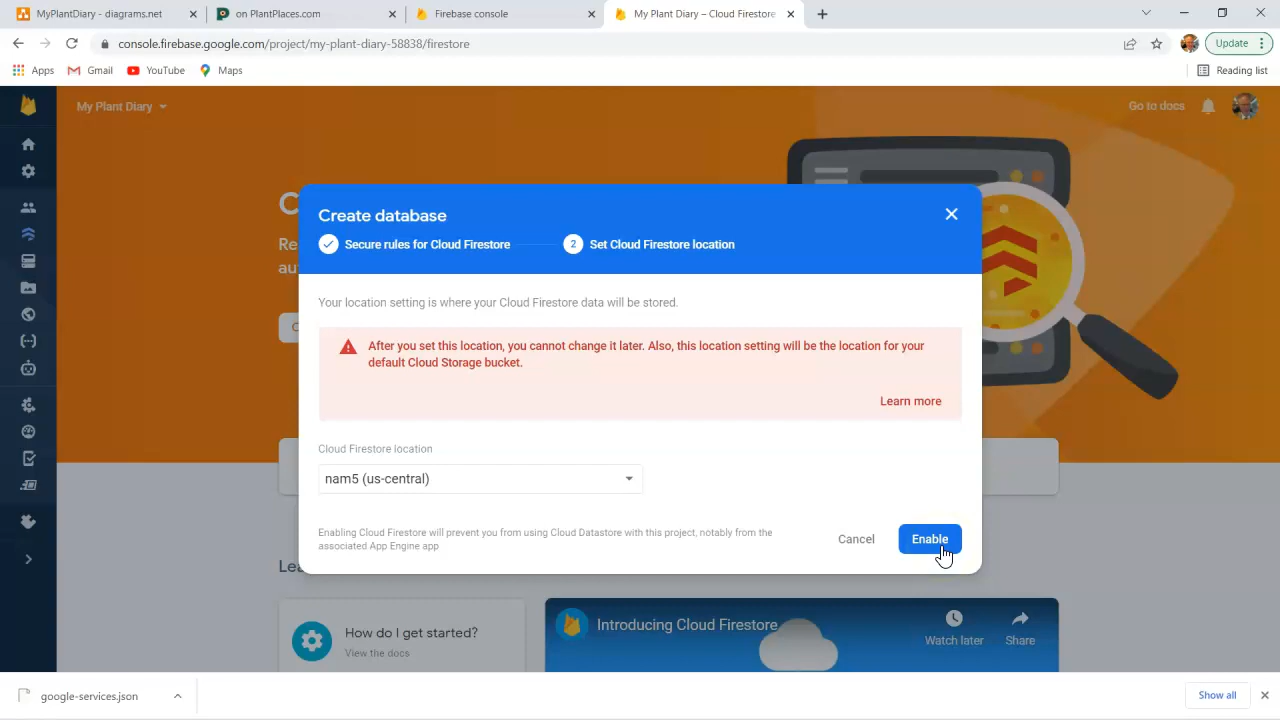 MyPlantDiary - diagrams.net
on PlantPlaces.com
Firebase console
My Plant Diary – Cloud Firestore
console.firebase.google.com/project/my-plant-diary-58838/firestore
Update
Apps
Gmail
YouTube
Maps
Reading list
My Plant Diary
Go to docs
Create database
Secure rules for Cloud Firestore
2
Set Cloud Firestore location
Your location setting is where your Cloud Firestore data will be stored.
After you set this location, you cannot change it later. Also, this location setting will be the location for your
default Cloud Storage bucket.
Learn more
Cloud Firestore location
nam5 (us-central)
Enabling Cloud Firestore will prevent you from using Cloud Datastore with this project, notably from the
associated App Engine app
Cancel
Enable
How do I get started?
View the docs
Introducing Cloud Firestore
Watch later
Share
google-services.json
Show all